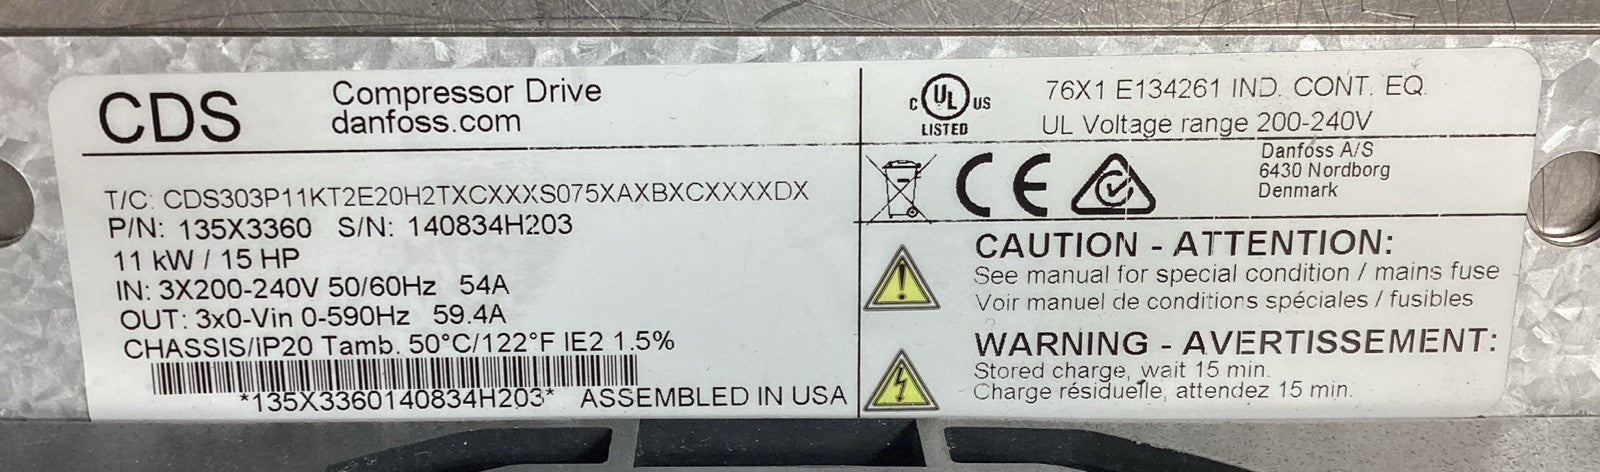 CDS
Compressor Drive
danfoss.com
T/C: CDS303P11KT2E20H2TXCXXXS075XAXBXCXXXXDX
P/N: 135X3360 S/N: 140834H203
11 kW / 15 HP
IN: 3X200-240V 50/60Hz 54A
OUT: 3x0-Vin 0-590Hz 59.4A
CHASSIS/IP20 Tamb. 50°C/122°F IE2 1.5%
*135X3360140834H203* ASSEMBLED IN USA
C UL US
LISTED
76X1 E134261 IND. CONT. EQ.
UL Voltage range 200-240V
CE
Danfoss A/S
6430 Nordborg
Denmark
CAUTION - ATTENTION:
See manual for special condition / mains fuse
Voir manuel de conditions spéciales / fusibles
WARNING - AVERTISSEMENT:
Stored charge, wait 15 min.
Charge résiduelle, attendez 15 min.